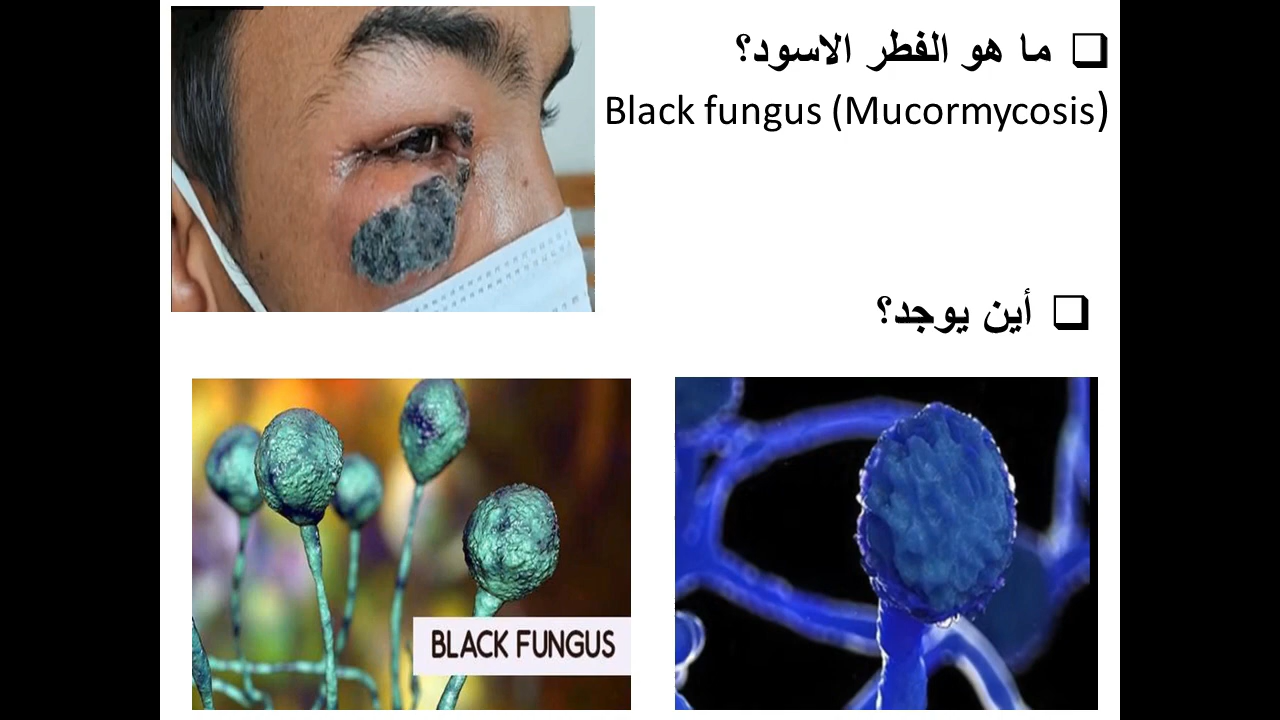 ❑ ما هو الفطر الاسود؟
Black fungus (Mucormycosis)
❑ أين يوجد؟
BLACK FUNGUS